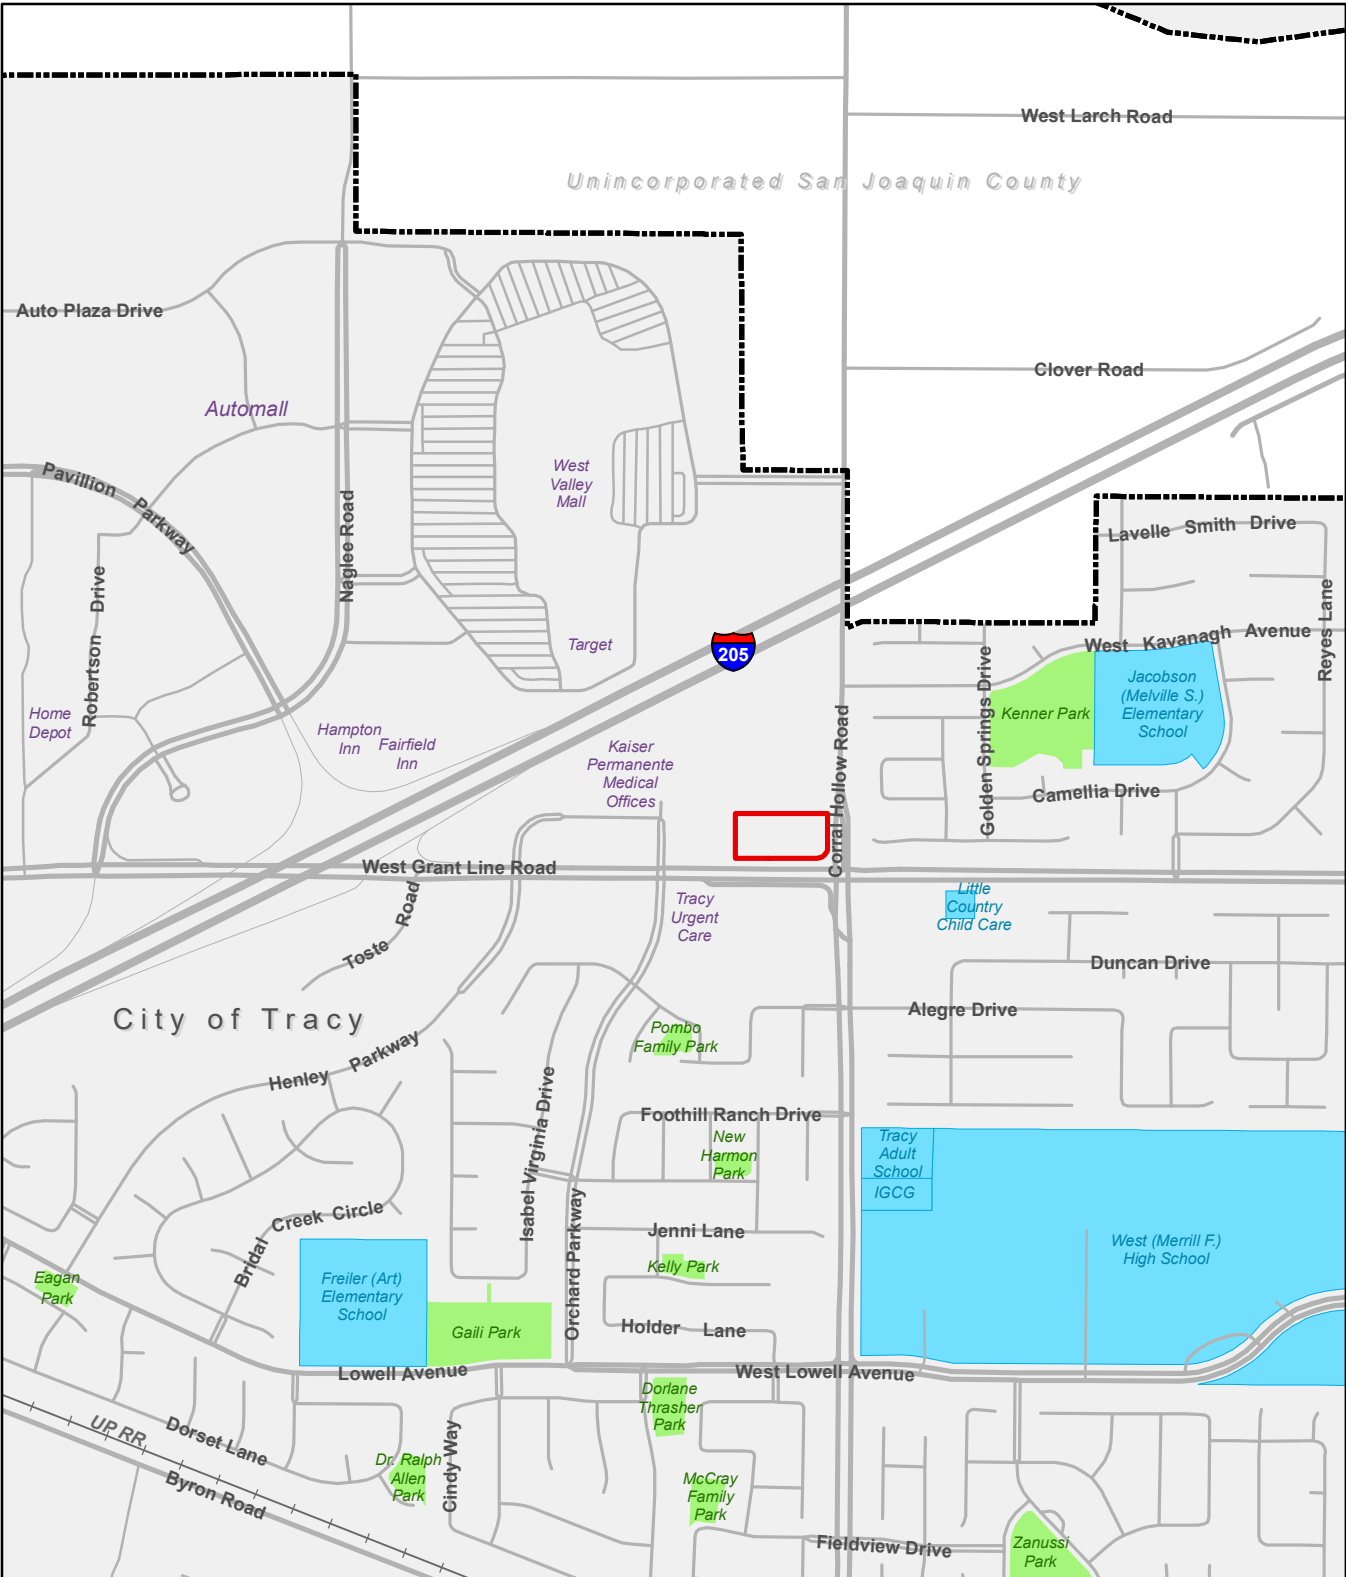 West Larch Road
Unincorporated San Joaquin County
Auto Plaza Drive
Clover Road
Automall
West
Valley
Mall
Pavillion Parkway
Naglee Road
Lavelle Smith Drive
Robertson Drive
Reyes Lane
West Kavanagh Avenue
Target
205
Golden Springs Drive
Jacobson
(Melville S.)
Elementary
School
Kenner Park
Home
Depot
Hampton
Inn
Fairfield
Inn
Kaiser
Permanente
Medical
Offices
Corral Hollow Road
Camellia Drive
West Grant Line Road
Toste Road
Tracy
Urgent
Care
Little
Country
Child Care
Duncan Drive
City of Tracy
Alegre Drive
Pombo
Family Park
Henley Parkway
Isabel Virginia Drive
Foothill Ranch Drive
New
Harmon
Park
Tracy
Adult
School
IGCG
Orchard Parkway
Bridal Creek Circle
Jenni Lane
West (Merrill F.)
High School
Kelly Park
Eagan
Park
Freiler (Art)
Elementary
School
Gaili Park
Holder Lane
Lowell Avenue
West Lowell Avenue
Dorlane
Thrasher
Park
UP RR
Dorset Lane
Cindy Way
Dr. Ralph
Allen
Park
Byron Road
McCray
Family
Park
Fieldview Drive
Zanussi
Park